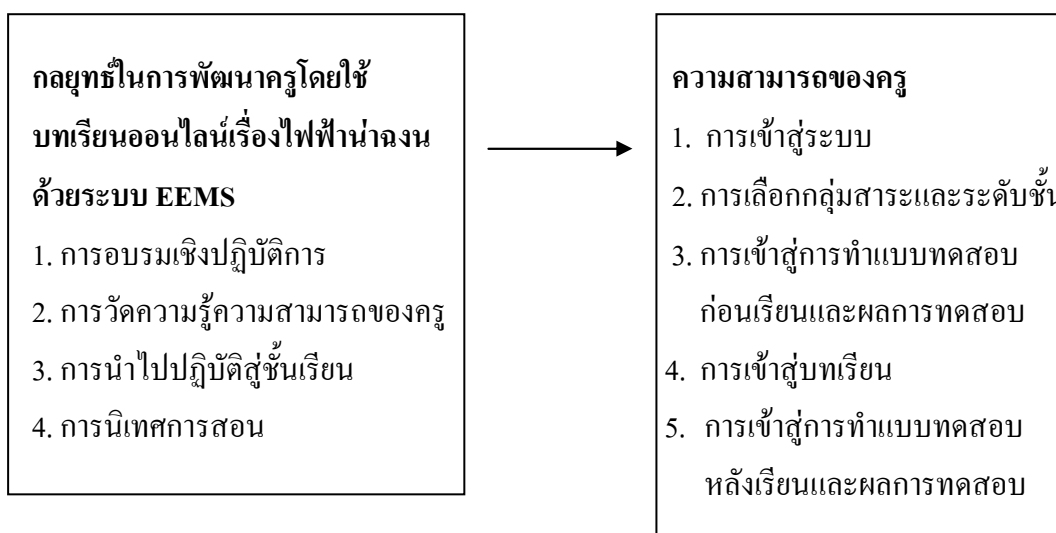 กลยุทธ์ในการพัฒนาครูโดยใช้
บทเรียนออนไลน์เรื่องไฟฟ้าน่าฉงน
ด้วยระบบ EEMS
1. การอบรมเชิงปฏิบัติการ
2. การวัดความรู้ความสามารถของครู
3. การนำไปปฏิบัติสู่ชั้นเรียน
4. การนิเทศการสอน
ความสามารถของครู
1. การเข้าสู่ระบบ
2. การเลือกกลุ่มสาระและระดับชั้น
3. การเข้าสู่การทำแบบทดสอบ
ก่อนเรียนและผลการทดสอบ
4. การเข้าสู่บทเรียน
5. การเข้าสู่การทำแบบทดสอบ
หลังเรียนและผลการทดสอบ